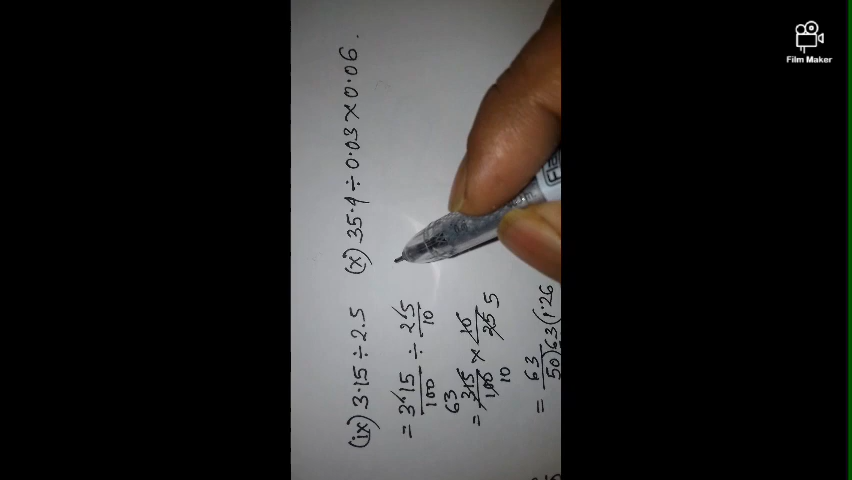 (ix) 3.15 ÷ 2.5 (x) 35.4 ÷ 0.03 × 0.06.
= 315/100 ÷ 25/10
63 5
= 315/100 × 10/25
10
= 63/50 50)63(1.26
Film Maker